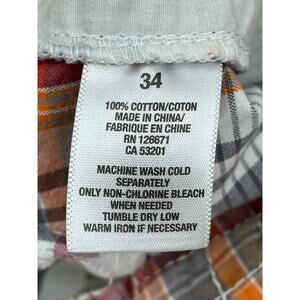 34
100% COTTON/COTON
MADE IN CHINA/
FABRIQUE EN CHINE
RN 126671
CA 53201
MACHINE WASH COLD
SEPARATELY
ONLY NON-CHLORINE BLEACH
WHEN NEEDED
TUMBLE DRY LOW
WARM IRON IF NECESSARY